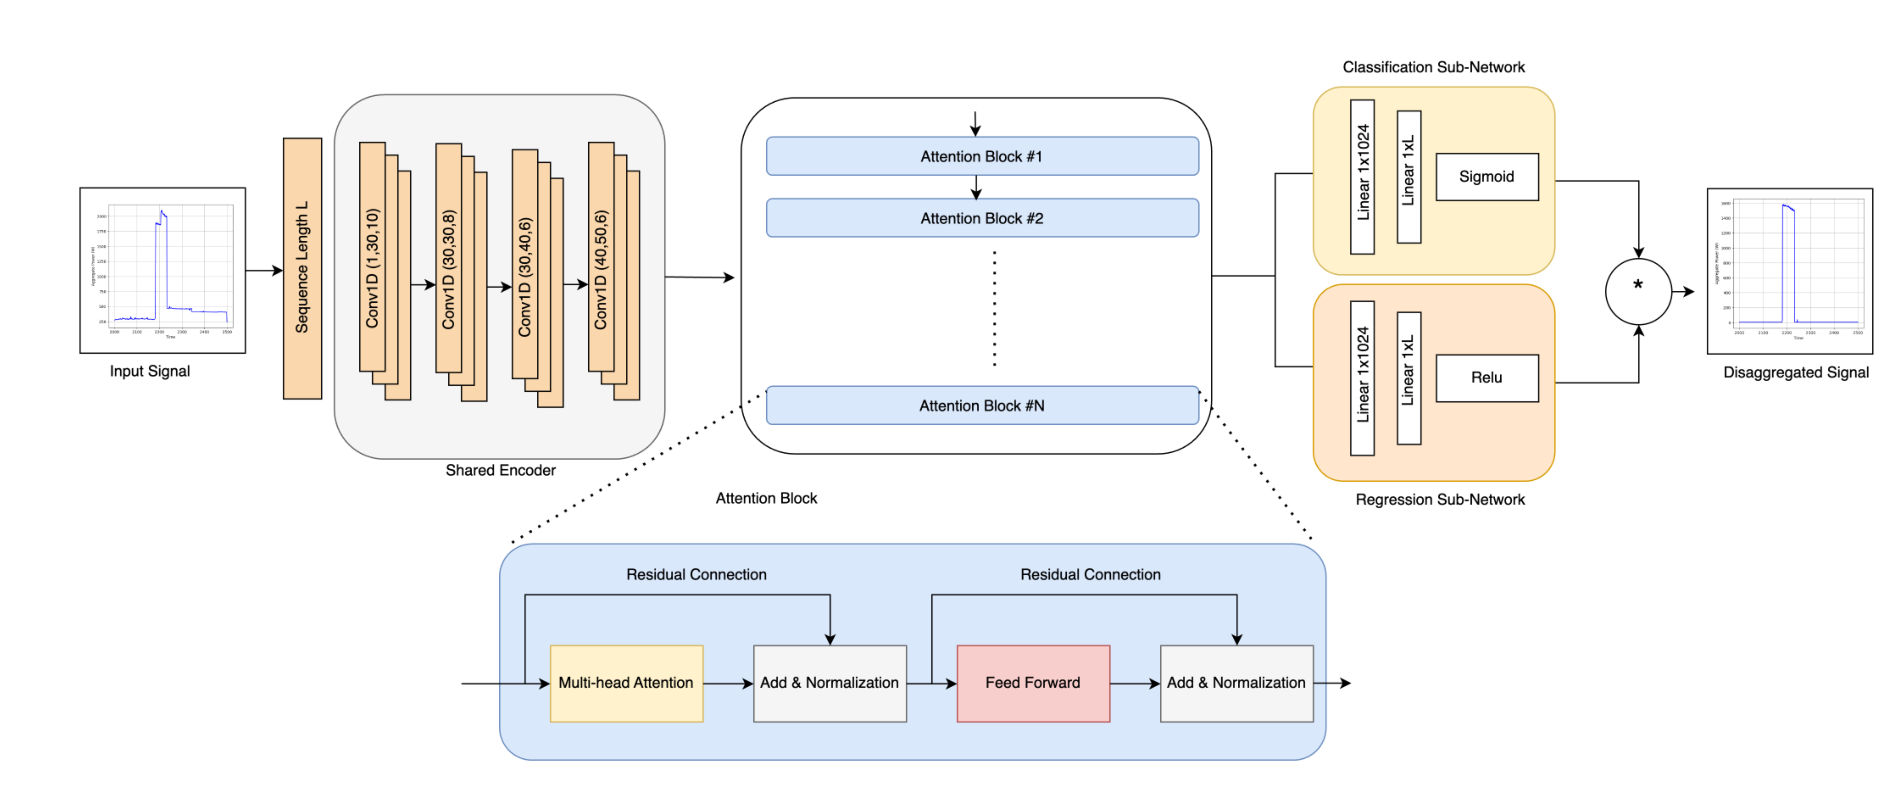 Classification Sub-Network
Linear 1x1024
Linear 1xL
Sigmoid
Attention Block #1
Attention Block #2
Attention Block #N
Sequence Length L
Conv1D (1,30,10)
Conv1D (30,30,8)
Conv1D (30,40,6)
Conv1D (40,50,6)
Input Signal
Time
Shared Encoder
*
Linear 1x1024
Linear 1xL
Relu
Time
Disaggregated Signal
Regression Sub-Network
Attention Block
Residual Connection
Residual Connection
Multi-head Attention
Add & Normalization
Feed Forward
Add & Normalization